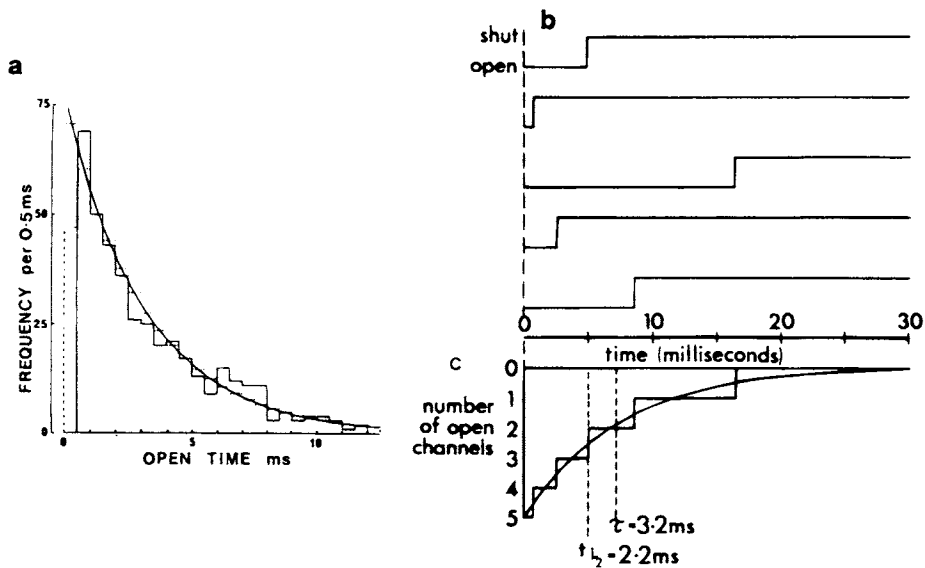 a
75
50
25
0
FREQUENCY per 0·5ms
0
5
10
OPEN TIME ms
b
shut
open
0
10
20
30
time (milliseconds)
c
number
of open
channels
0
1
2
3
4
5
τ=3·2ms
t½=2·2ms